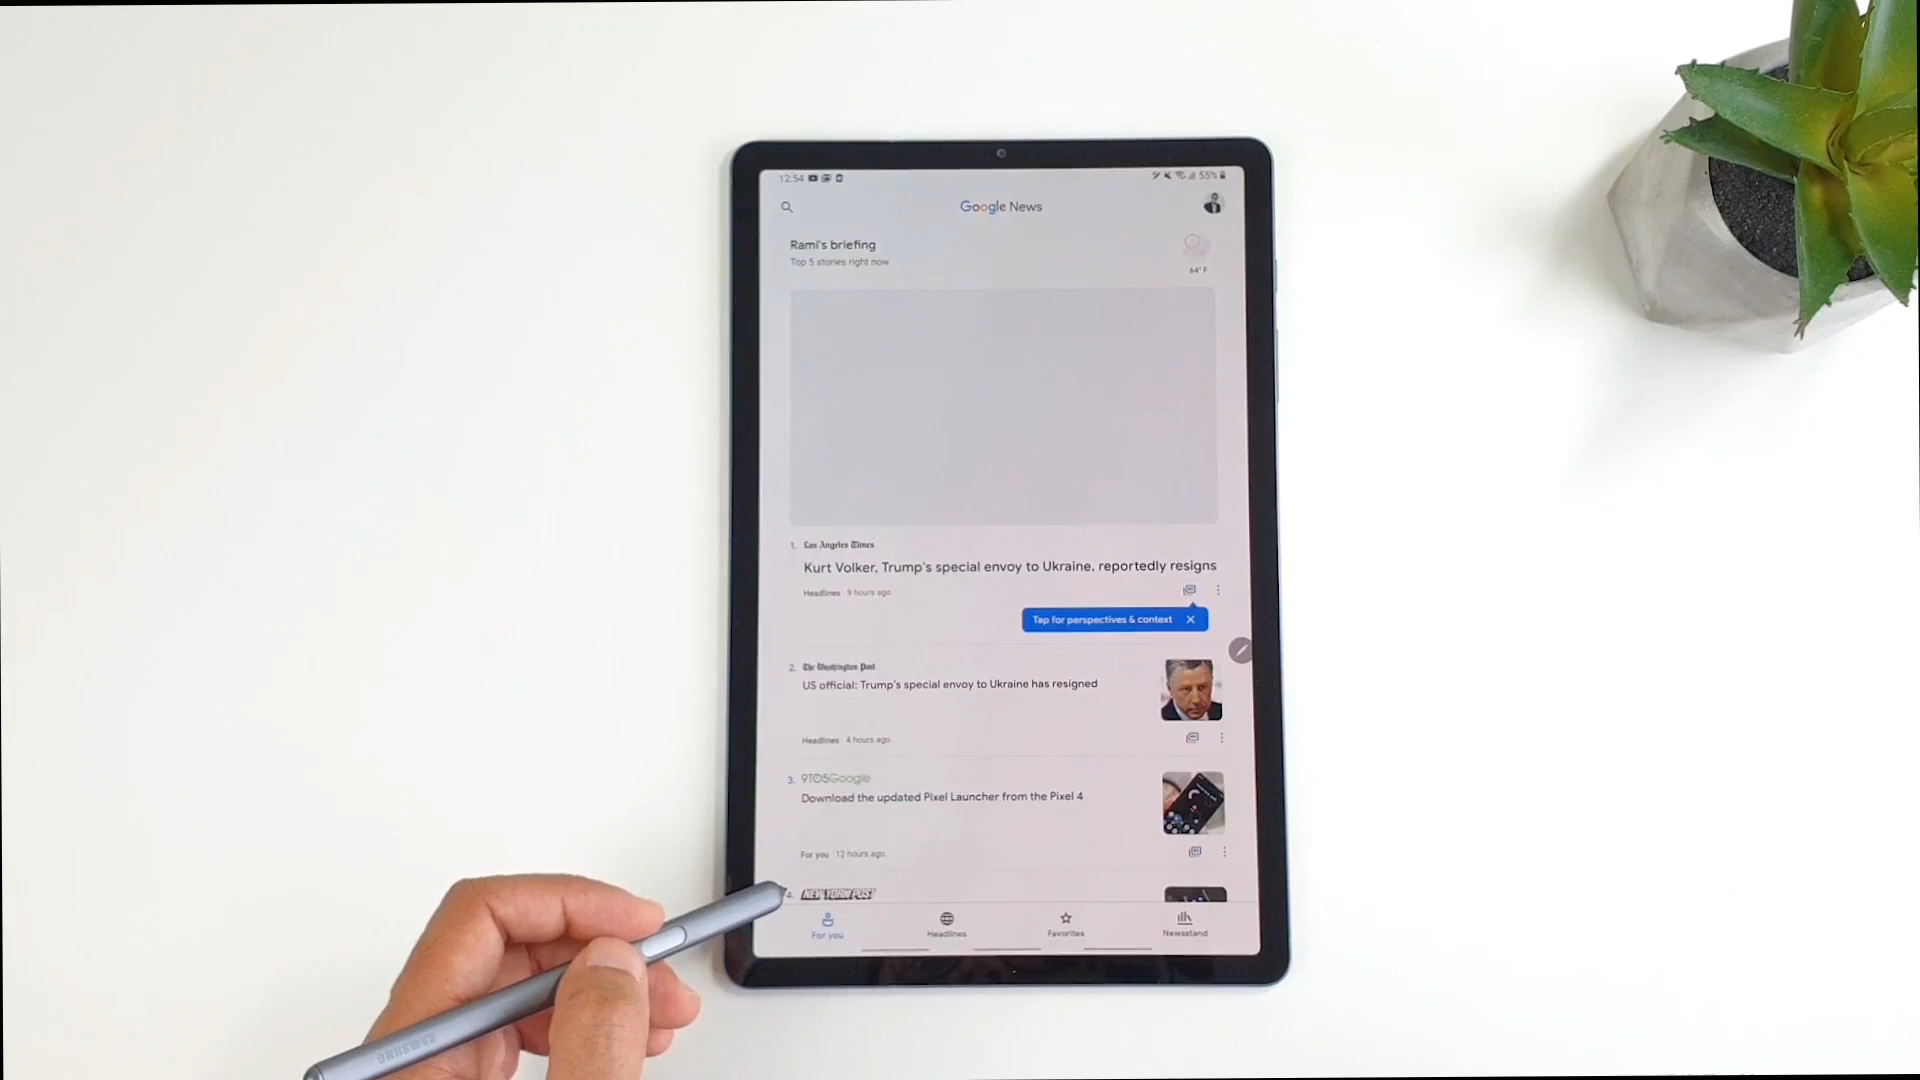 12:54
55%
Google News
Rami's briefing
Top 5 stories right now
64°F
1. Los Angeles Times
Kurt Volker, Trump's special envoy to Ukraine, reportedly resigns
Headlines · 9 hours ago
Tap for perspectives & context X
2. The Washington Post
US official: Trump's special envoy to Ukraine has resigned
Headlines · 4 hours ago
3. 9TO5Google
Download the updated Pixel Launcher from the Pixel 4
For you · 12 hours ago
4. NEW YORK POST
For you
Headlines
Favorites
Newsstand
SAMSUNG